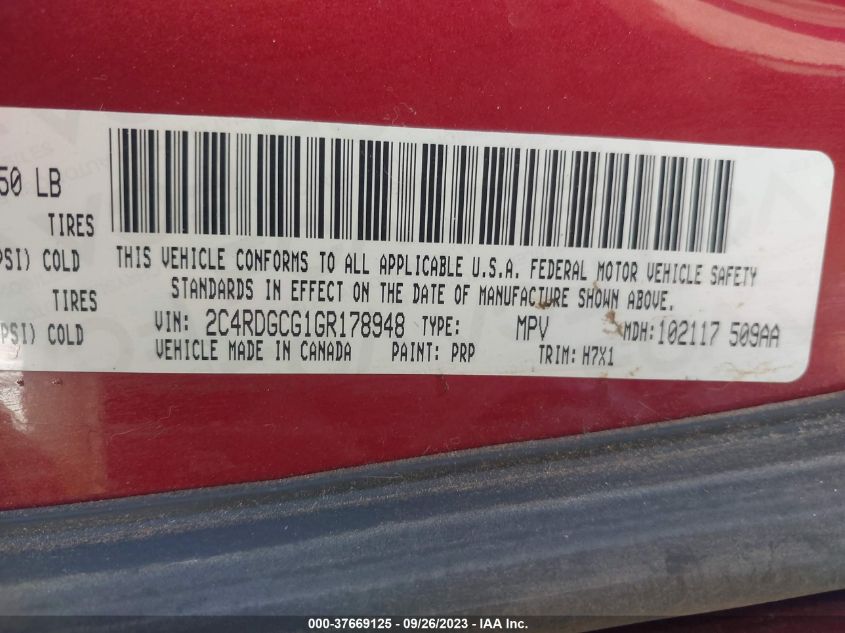 50 LB
TIRES
PSI) COLD
TIRES
PSI) COLD
THIS VEHICLE CONFORMS TO ALL APPLICABLE U.S.A. FEDERAL MOTOR VEHICLE SAFETY
STANDARDS IN EFFECT ON THE DATE OF MANUFACTURE SHOWN ABOVE.
VIN: 2C4RDGCG1GR178948 TYPE: MPV MDH: 102117 509AA
VEHICLE MADE IN CANADA PAINT: PRP TRIM: H7X1
000-37669125 - 09/26/2023 - IAA Inc.